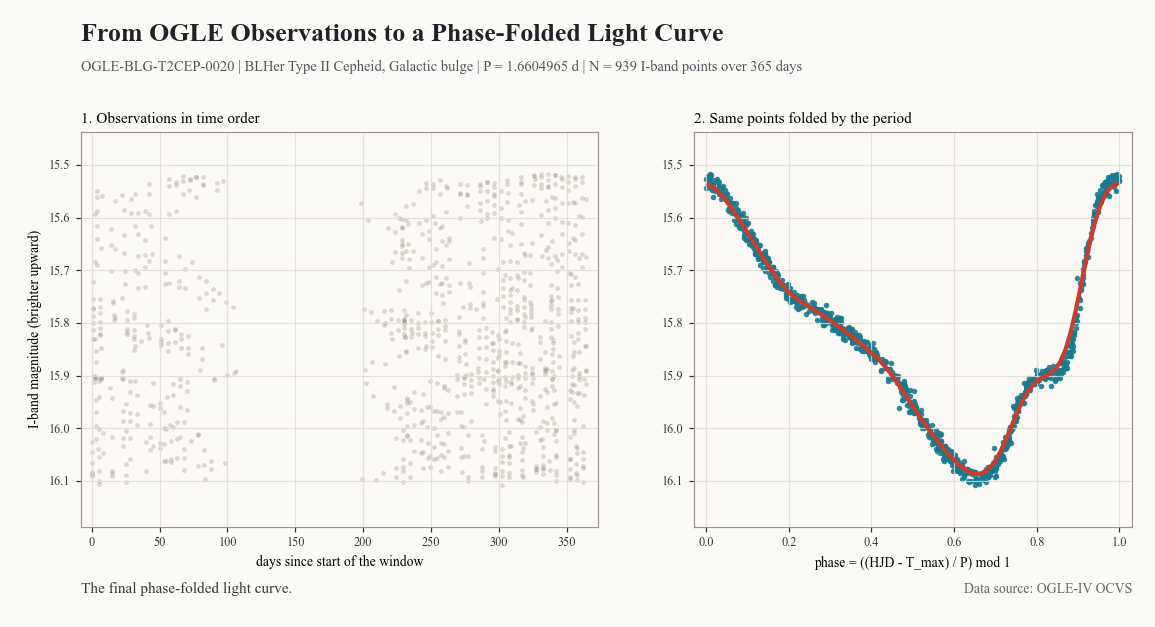 From OGLE Observations to a Phase-Folded Light Curve
OGLE-BLG-T2CEP-0020 | BLHer Type II Cepheid, Galactic bulge | P = 1.6604965 d | N = 939 I-band points over 365 days
1. Observations in time order
15.5
15.6
15.7
15.8
15.9
16.0
16.1
I-band magnitude (brighter upward)
0 50 100 150 200 250 300 350
days since start of the window
2. Same points folded by the period
15.5
15.6
15.7
15.8
15.9
16.0
16.1
0.0 0.2 0.4 0.6 0.8 1.0
phase = ((HJD - T_max) / P) mod 1
The final phase-folded light curve.
Data source: OGLE-IV OCVS